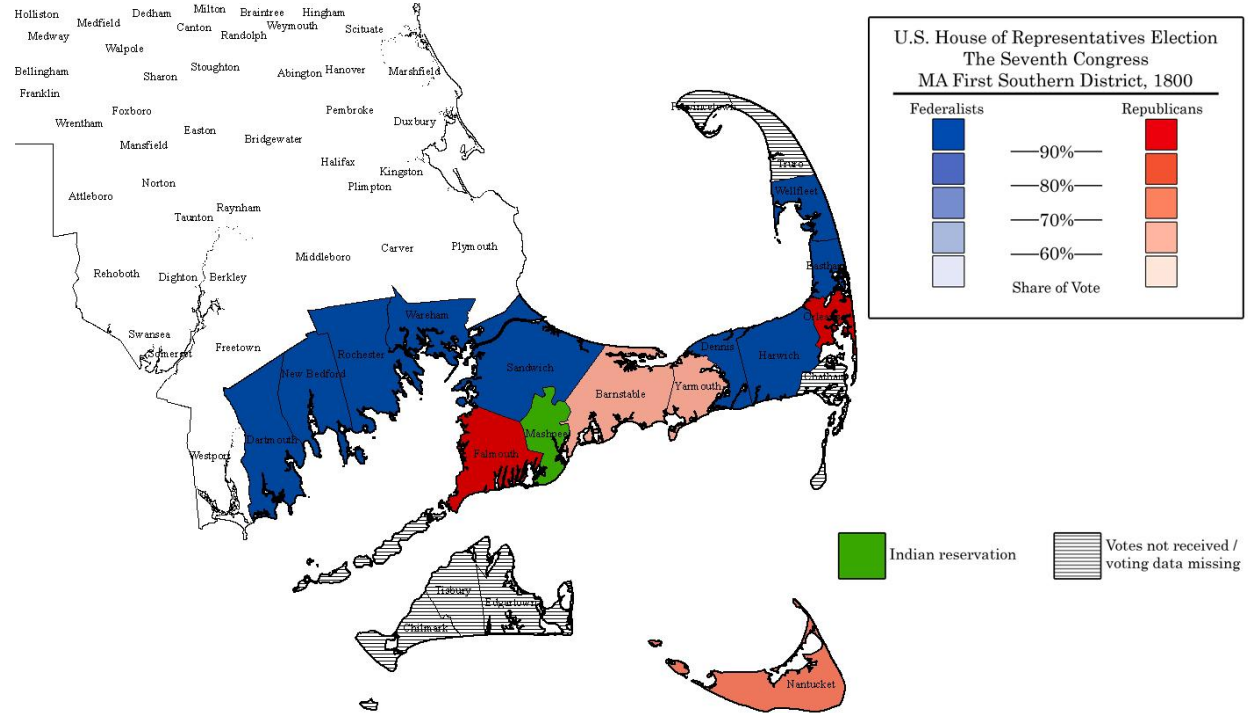 Holliston
Dedham
Milton
Braintree
Hingham
Medfield
Canton
Weymouth
Scituate
Medway
Randolph
Walpole
Bellingham
Sharon
Stoughton
Abington
Hanover
Marshfield
Franklin
Foxboro
Pembroke
Wrentham
Easton
Duxbury
Mansfield
Bridgewater
Halifax
Kingston
Norton
Plimpton
Attleboro
Raynham
Taunton
Middleboro
Carver
Plymouth
Rehoboth
Dighton
Berkley
Swansea
Somerset
Freetown
Wareham
Rochester
New Bedford
Dartmouth
Westport
Sandwich
Mashpee
Falmouth
Barnstable
Yarmouth
Dennis
Harwich
Truro
Wellfleet
Eastham
Orleans
Tisbury
Edgartown
Chilmark
Nantucket
U.S. House of Representatives Election
The Seventh Congress
MA First Southern District, 1800
Federalists
Republicans
90%
80%
70%
60%
Share of Vote
Indian reservation
Votes not received /
voting data missing